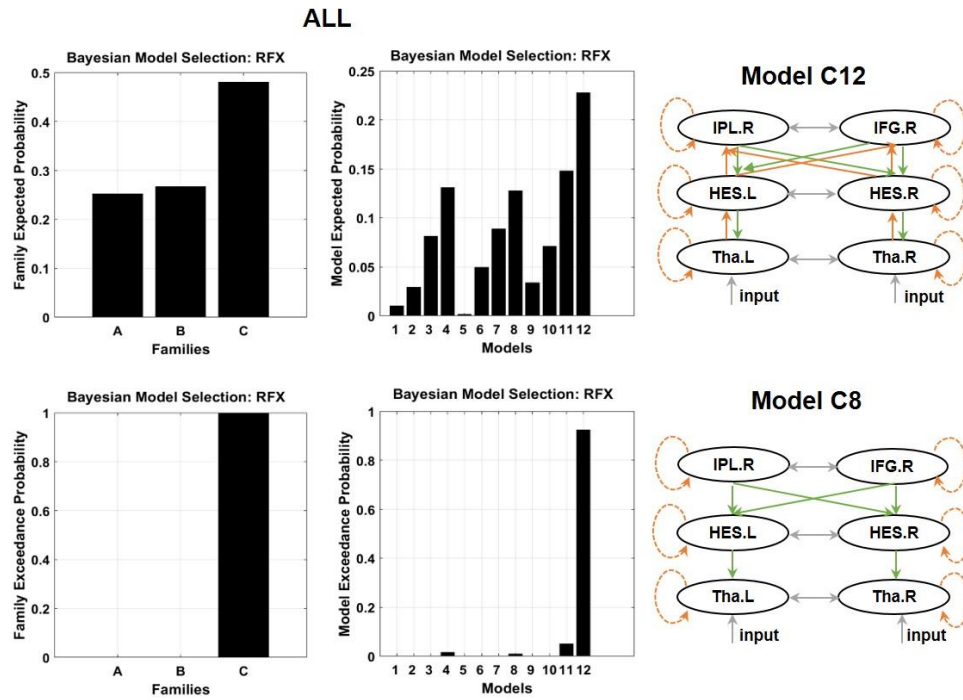 ALL
Bayesian Model Selection: RFX
Family Expected Probability
0.5
0.4
0.3
0.2
0.1
0
A B C
Families
Bayesian Model Selection: RFX
Model Expected Probability
0.25
0.2
0.15
0.1
0.05
0
1 2 3 4 5 6 7 8 9 10 11 12
Models
Model C12
IPL.R IFG.R
HES.L HES.R
Tha.L Tha.R
input input
Bayesian Model Selection: RFX
Family Exceedance Probability
1
0.8
0.6
0.4
0.2
0
A B C
Families
Bayesian Model Selection: RFX
Model Exceedance Probability
1
0.8
0.6
0.4
0.2
0
1 2 3 4 5 6 7 8 9 10 11 12
Models
Model C8
IPL.R IFG.R
HES.L HES.R
Tha.L Tha.R
input input